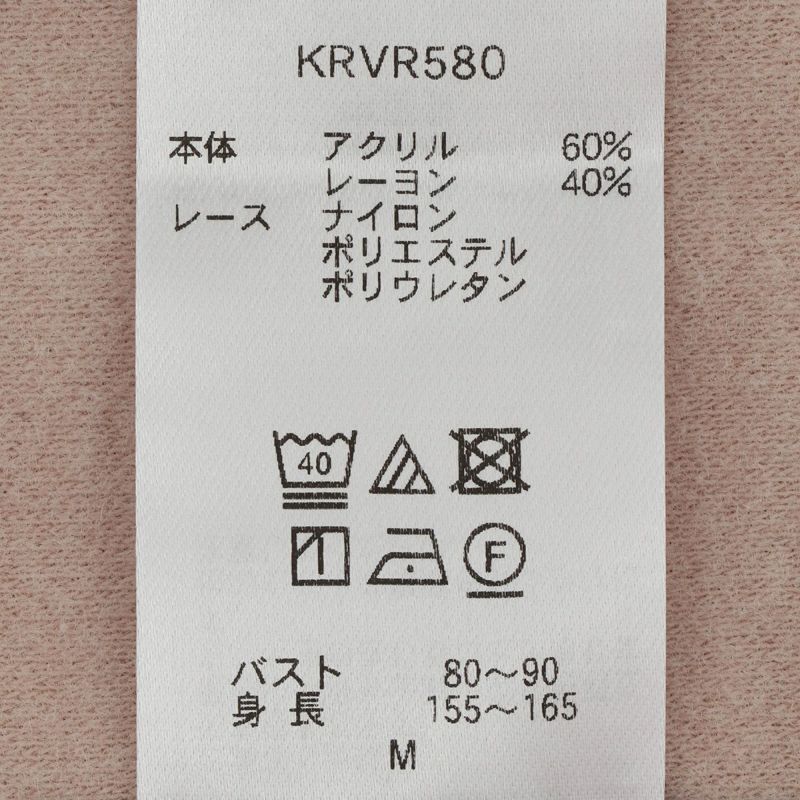 KRVR580
本体 アクリル 60%
レーヨン 40%
レース ナイロン
ポリエステル
ポリウレタン
40
F
バスト 80〜90
身長 155〜165
M